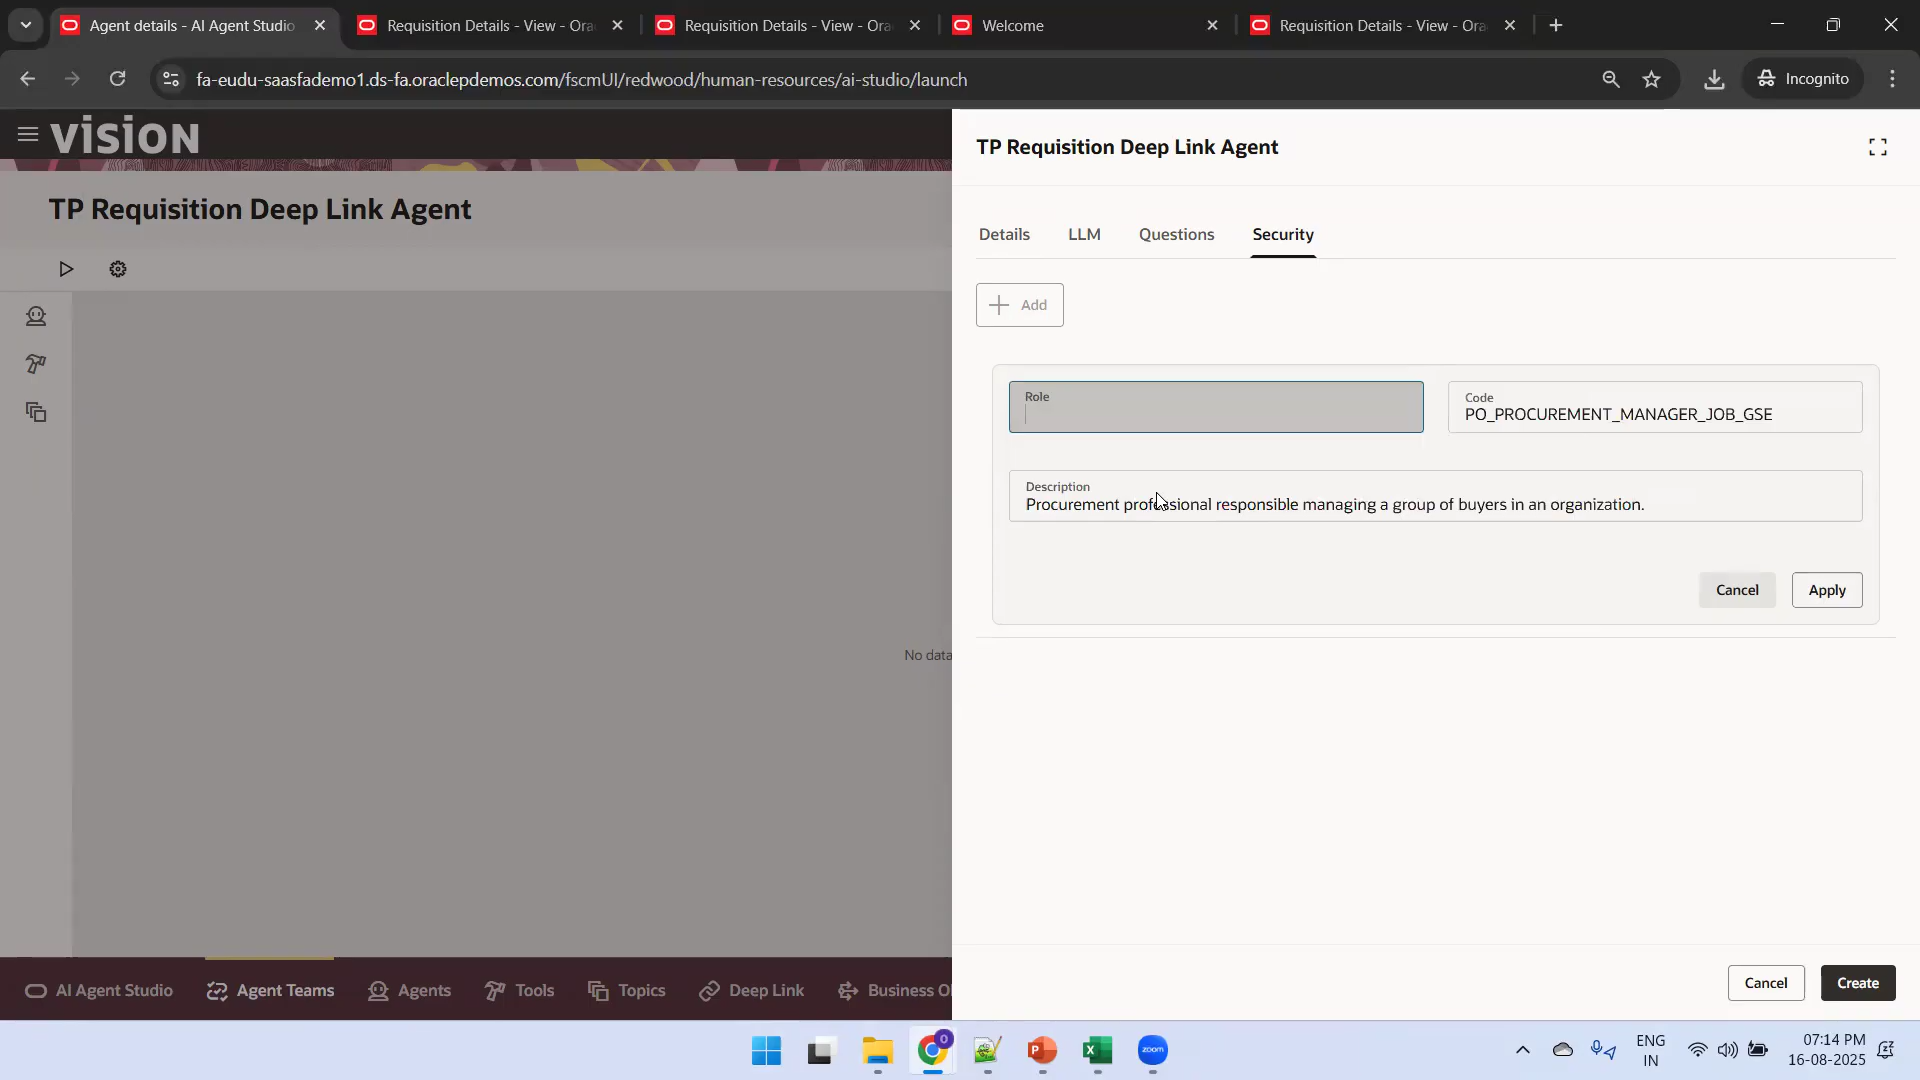 Agent details - AI Agent Studio
Requisition Details - View - Ora
Requisition Details - View - Ora
Welcome
Requisition Details - View - Ora
fa-eudu-saasfademo1.ds-fa.oraclepdemos.com/fscmUI/redwood/human-resources/ai-studio/launch
Incognito
vision
TP Requisition Deep Link Agent
TP Requisition Deep Link Agent
Details
LLM
Questions
Security
Add
Role
Code
PO_PROCUREMENT_MANAGER_JOB_GSE
Description
Procurement professional responsible managing a group of buyers in an organization.
Cancel
Apply
No data
Cancel
Create
AI Agent Studio
Agent Teams
Agents
Tools
Topics
Deep Link
Business O
0
zoom
ENG
IN
07:14 PM
16-08-2025